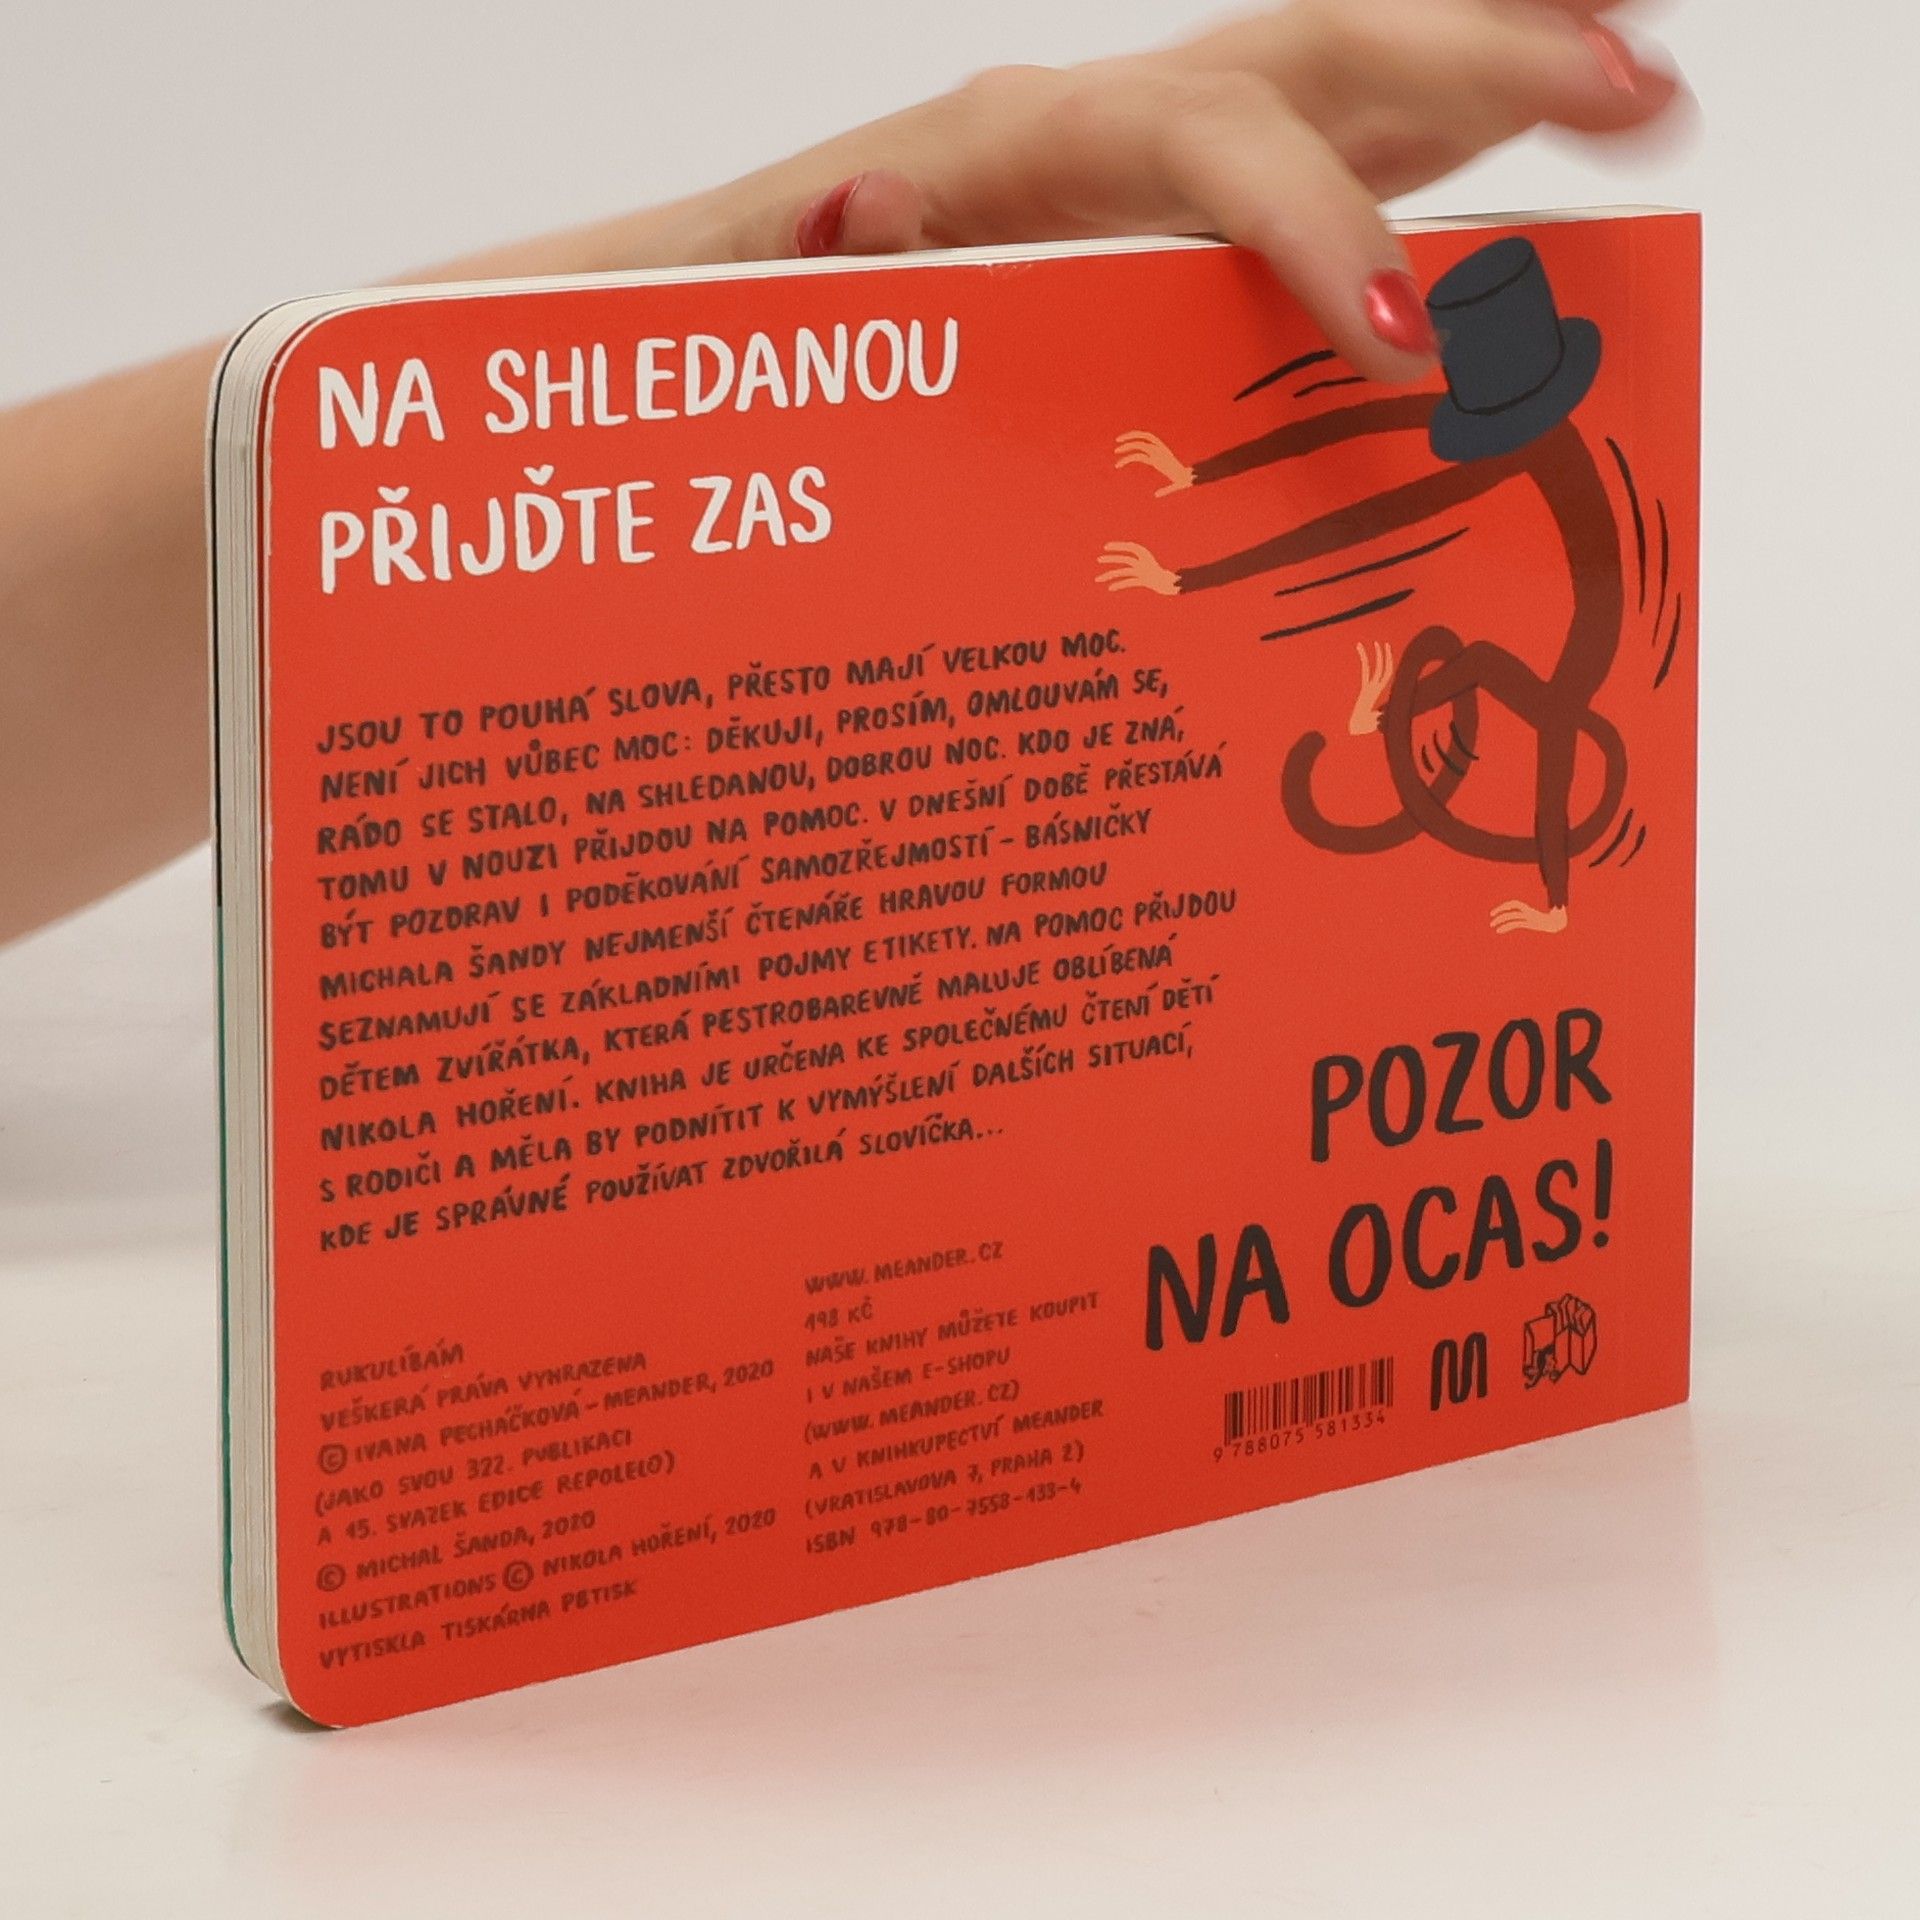 NA SHLEDANOU
PŘIJĎTE ZAS
JSOU TO POUHÁ SLOVA, PŘESTO MAJÍ VELKOU MOC.
NENÍ JICH VŮBEC MOC: DĚKUJI, PROSÍM, OMLOUVÁM SE,
RÁDO SE STALO, NA SHLEDANOU, DOBROU NOC. KDO JE ZNÁ,
TOMU V NOUZI PŘIJDOU NA POMOC. V DNEŠNÍ DOBĚ PŘESTÁVÁ
BÝT POZDRAV I PODĚKOVÁNÍ SAMOZŘEJMOSTÍ – BÁSNIČKY
MICHALA ŠANDY NEJMENŠÍ ČTENÁŘE HRAVOU FORMOU
SEZNAMUJÍ SE ZÁKLADNÍMI POJMY ETIKETY. NA POMOC PŘIJDOU
DĚTEM ZVÍŘÁTKA, KTERÁ PESTROBAREVNĚ MALUJE OBLÍBENÁ
NIKOLA HOŘENÍ. KNIHA JE URČENA KE SPOLEČNÉMU ČTENÍ DĚTÍ
S RODIČI A MĚLA BY PODNÍTIT K VYMÝŠLENÍ DALŠÍCH SITUACÍ,
KDE JE SPRÁVNÉ POUŽÍVAT ZDVOŘILÁ SLOVÍČKA...
POZOR
NA OCAS!
RUKULÍBÁM
VEŠKERÁ PRÁVA VYHRAZENA
© IVANA PECHÁČKOVÁ – MEANDER, 2020
(JAKO SVOU 322. PUBLIKACI
A 45. SVAZEK EDICE REPOLELO)
© MICHAL ŠANDA, 2020
ILLUSTRATIONS © NIKOLA HOŘENÍ, 2020
VYTISKLA TISKÁRNA PBTISK
WWW.MEANDER.CZ
498 KČ
NAŠE KNIHY MŮŽETE KOUPIT
I V NAŠEM E-SHOPU
(WWW.MEANDER.CZ)
A V KNIHKUPECTVÍ MEANDER
(VRATISLAVOVA 7, PRAHA 2)
ISBN 978-80-7558-133-4
9 788075 581334
M